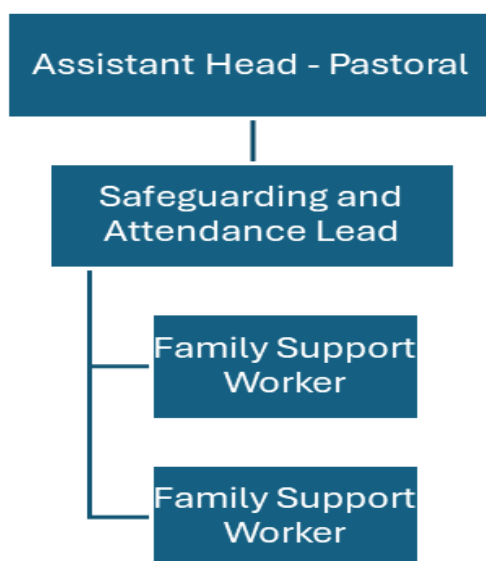 Assistant Head - Pastoral
Safeguarding and
Attendance Lead
Family Support
Worker
Family Support
Worker